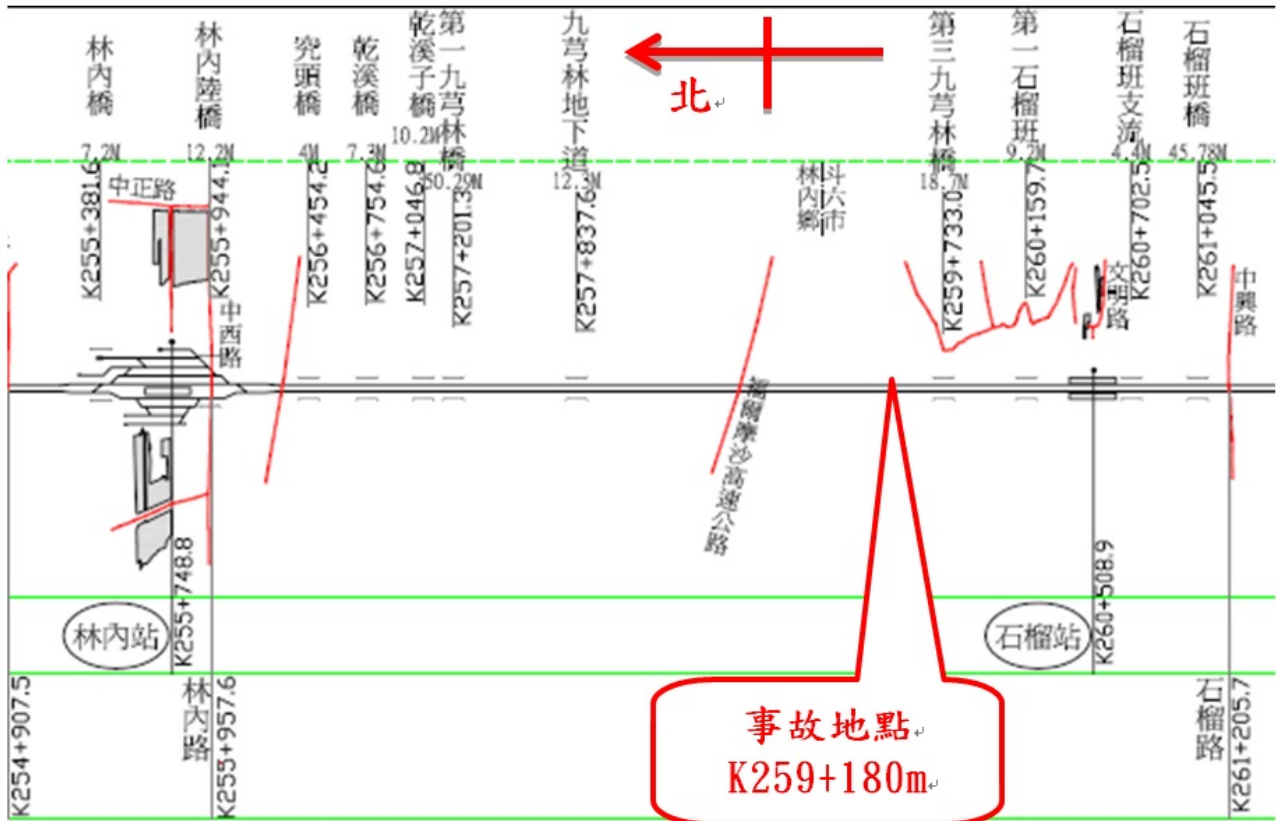 林內橋
林內陸橋
究頭橋
乾溪橋
乾溪子橋
第一九芎林橋
九芎林地下道
北
第三九芎林橋
第一石榴班
石榴班支流
石榴班橋
7.2M
12.2M
4M
7.3M
10.2M
50.29M
12.3M
18.7M
9.2M
4.4M
45.78M
K255+381.6
K255+944.1
K256+454.2
K256+754.6
K257+046.8
K257+201.3
K257+837.6
K259+733.0
K260+159.7
K260+702.5
K261+045.5
林內鄉
斗六市
中正路
中西路
福爾摩沙高速公路
文明路
中興路
林內站
K255+748.8
石榴站
K260+508.9
K254+907.5
林內路
K255+957.6
石榴路
K261+205.7
事故地點
K259+180m